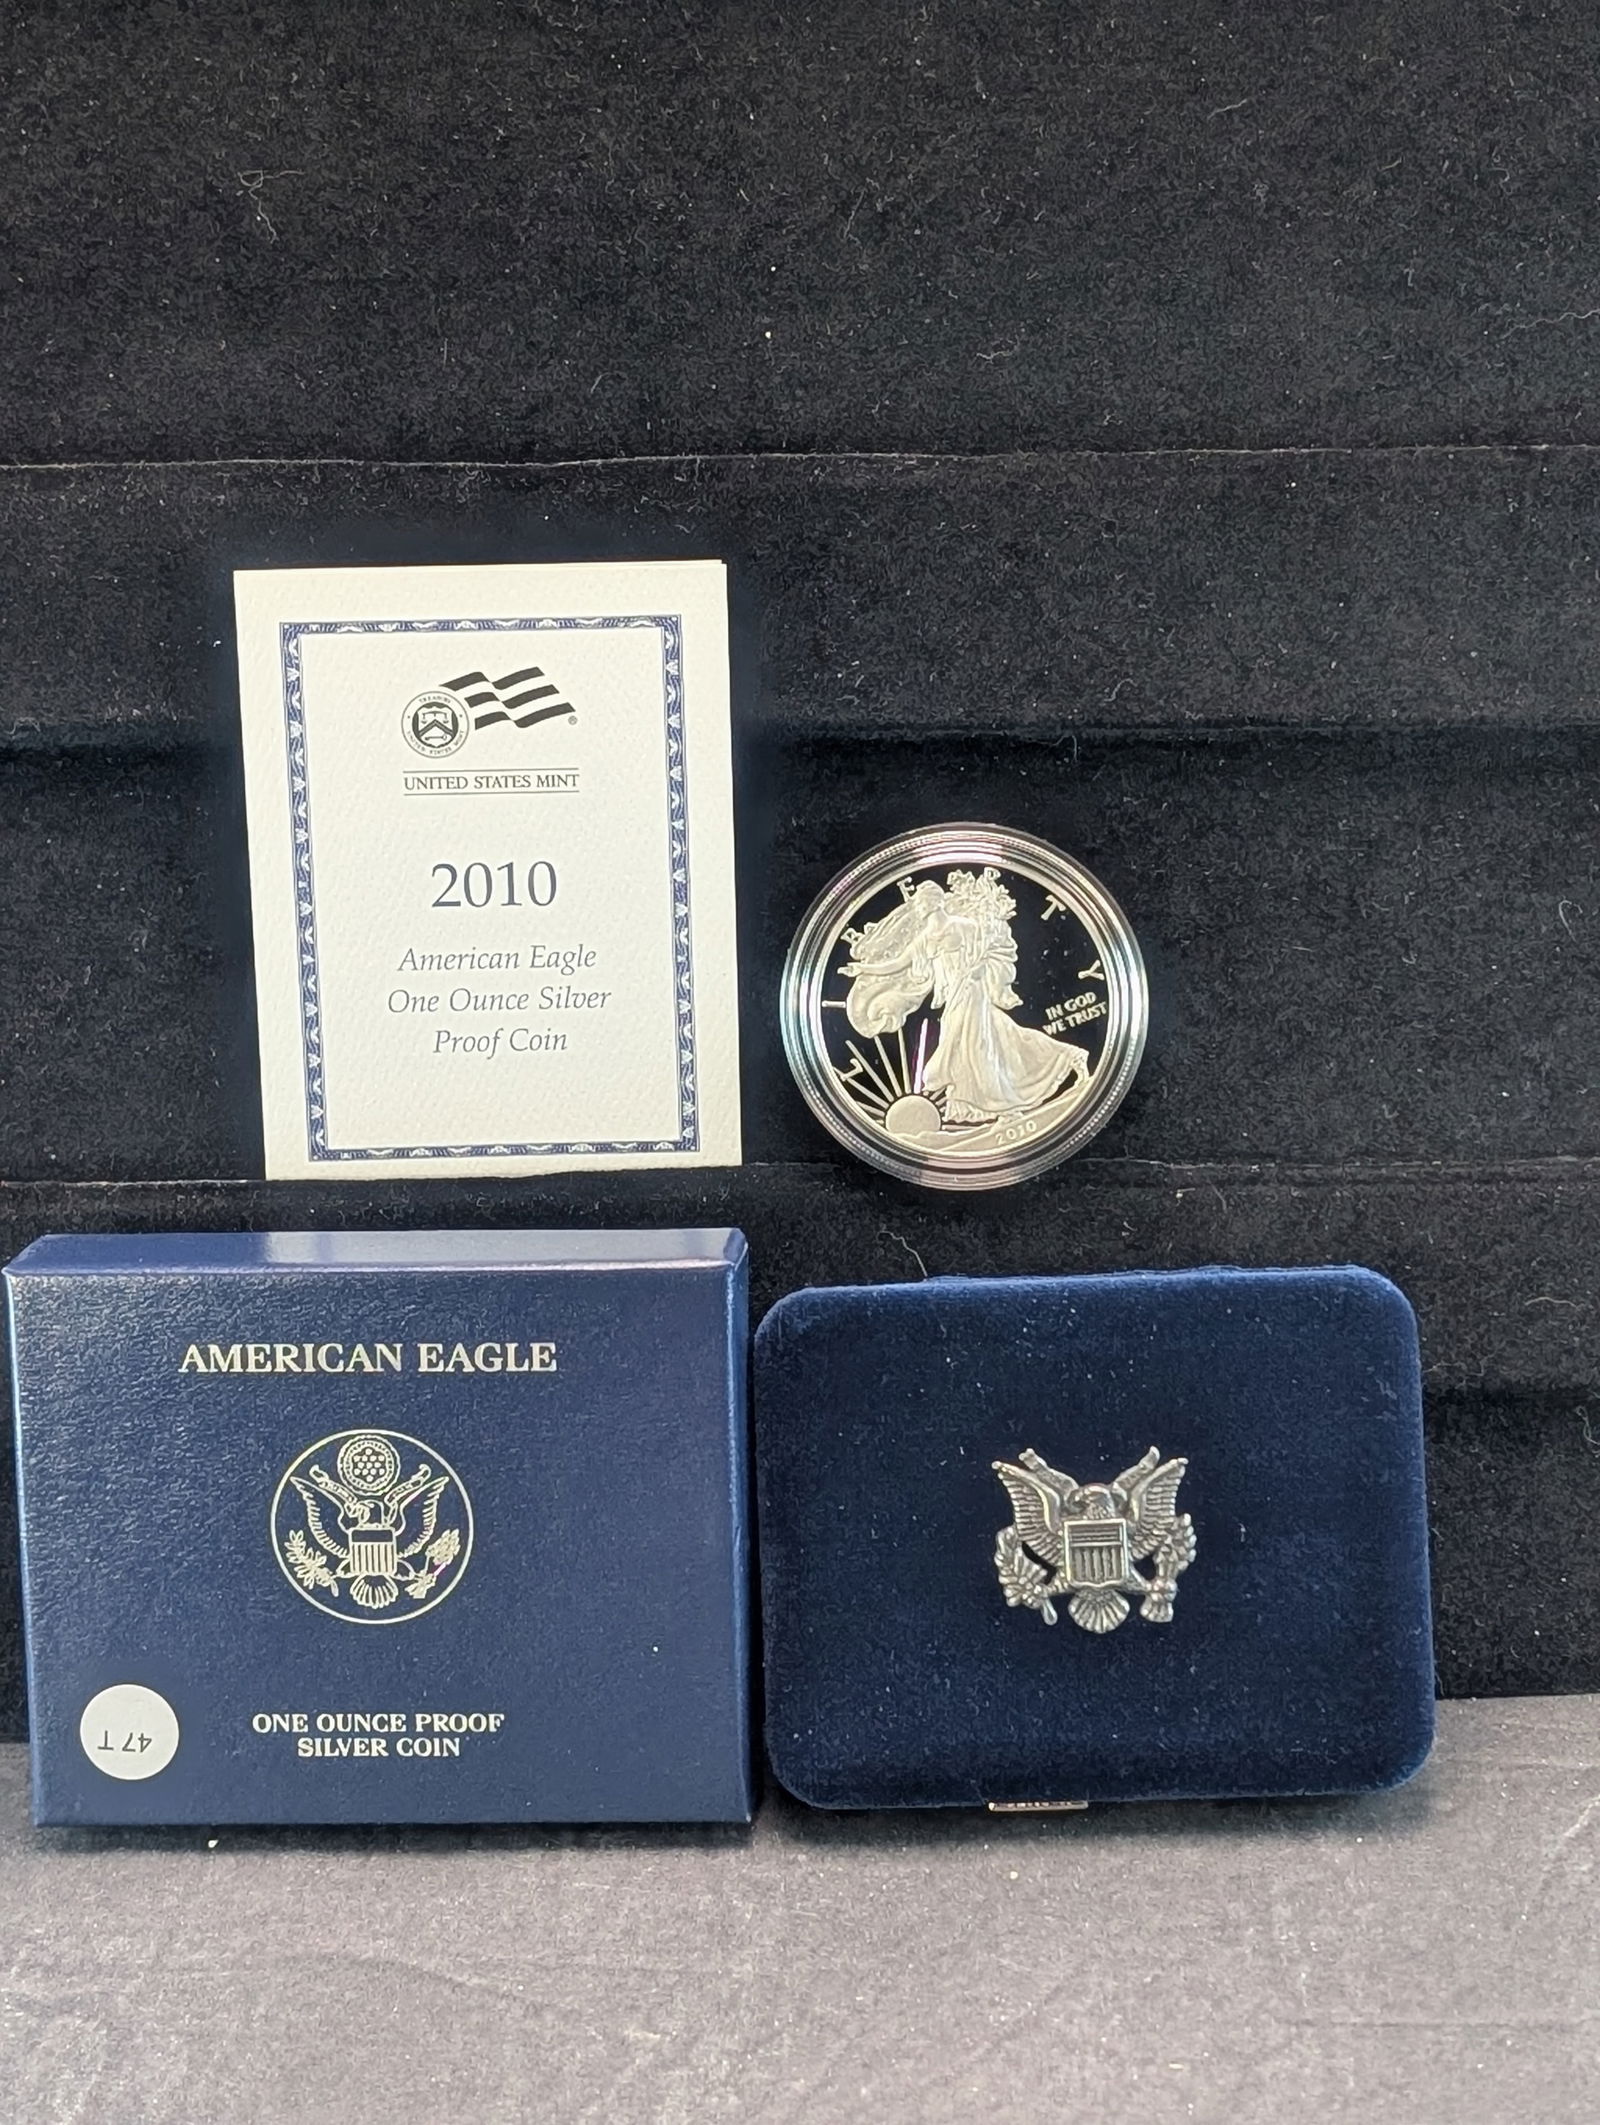 UNITED STATES MINT
2010
American Eagle
One Ounce Silver
Proof Coin
LIBERTY
IN GOD
WE TRUST
2010
AMERICAN EAGLE
ONE OUNCE PROOF
SILVER COIN
47T